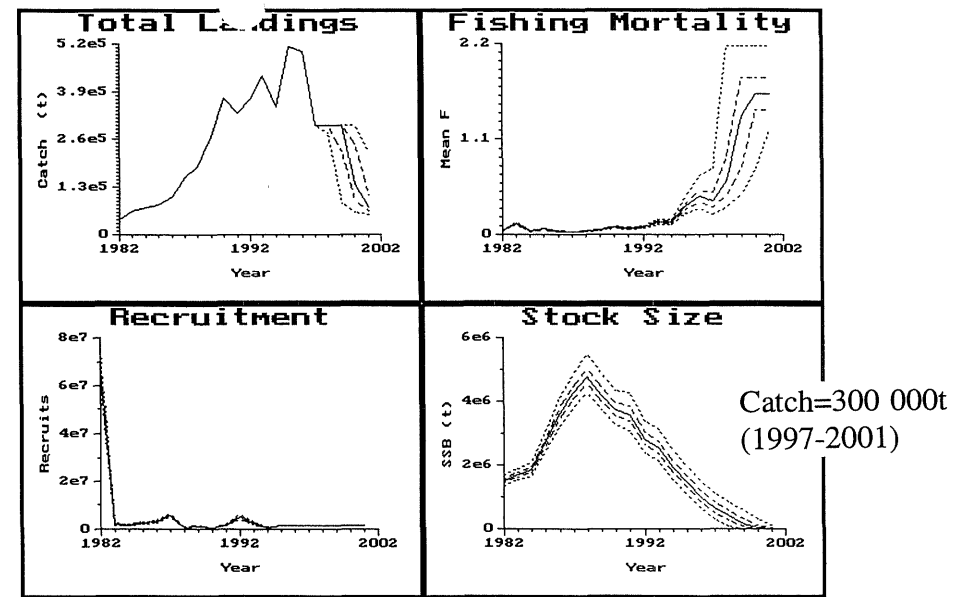 Total Landings
5.2e5
3.9e5
2.6e5
1.3e5
0
Catch (t)
1982 1992 2002
Year
Fishing Mortality
2.2
1.1
0
Mean F
1982 1992 2002
Year
Recruitment
8e7
6e7
4e7
2e7
0
Recruits
1982 1992 2002
Year
Stock Size
6e6
4e6
2e6
0
SSB (t)
1982 1992 2002
Year
Catch=300 000t
(1997-2001)